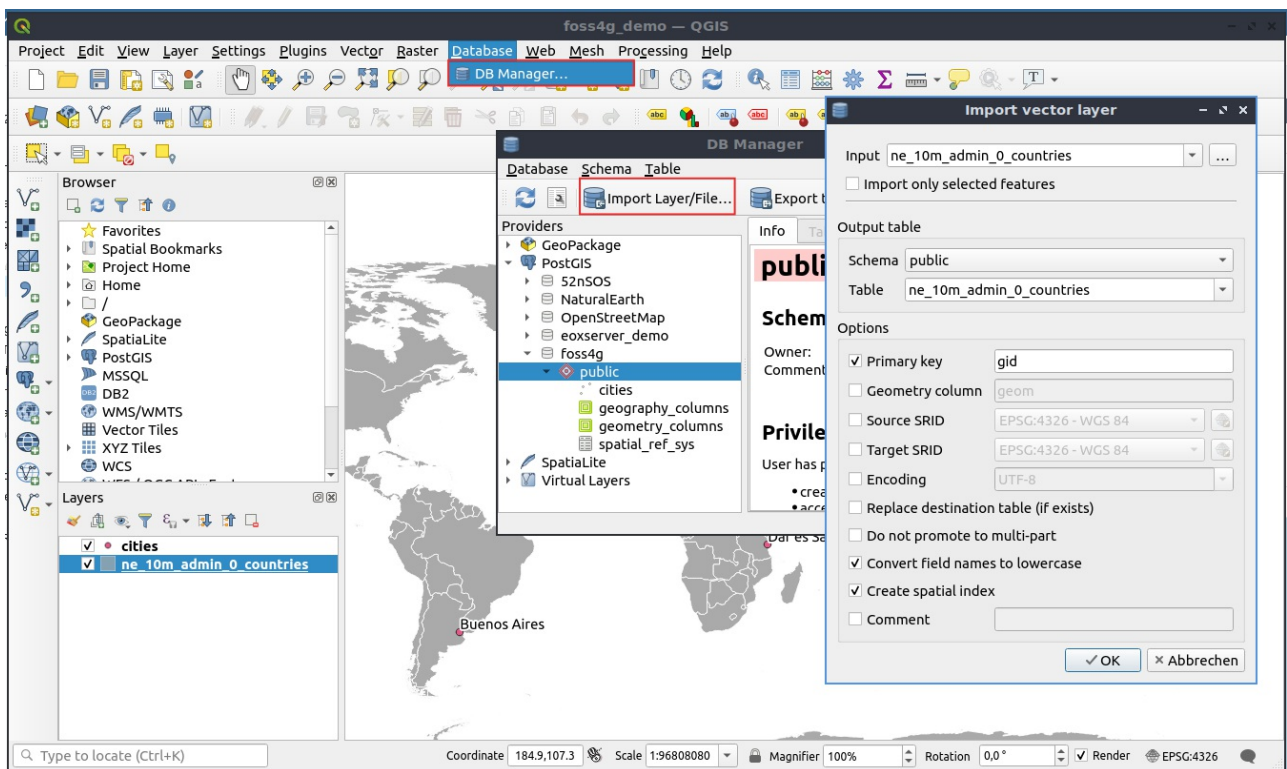 foss4g_demo — QGIS
Project Edit View Layer Settings Plugins Vector Raster Database Web Mesh Processing Help
DB Manager...
Browser
Favorites
Spatial Bookmarks
Project Home
Home
/
GeoPackage
SpatiaLite
PostGIS
MSSQL
DB2
WMS/WMTS
Vector Tiles
XYZ Tiles
WCS
Layers
cities
ne_10m_admin_0_countries
DB Manager
Database Schema Table
Import Layer/File...
Export
Providers
GeoPackage
PostGIS
52nSOS
NaturalEarth
OpenStreetMap
eoxserver_demo
foss4g
public
cities
geography_columns
geometry_columns
spatial_ref_sys
SpatiaLite
Virtual Layers
Info
publi
Schem
Owner:
Comment
Privile
User has p
Buenos Aires
Import vector layer
Input ne_10m_admin_0_countries ...
Import only selected features
Output table
Schema public
Table ne_10m_admin_0_countries
Options
Primary key gid
Geometry column geom
Source SRID EPSG:4326 - WGS 84
Target SRID EPSG:4326 - WGS 84
Encoding UTF-8
Replace destination table (if exists)
Do not promote to multi-part
Convert field names to lowercase
Create spatial index
Comment
OK Abbrechen
Type to locate (Ctrl+K) Coordinate 184.9,107.3 Scale 1:96808080 Magnifier 100% Rotation 0,0 ° Render EPSG:4326